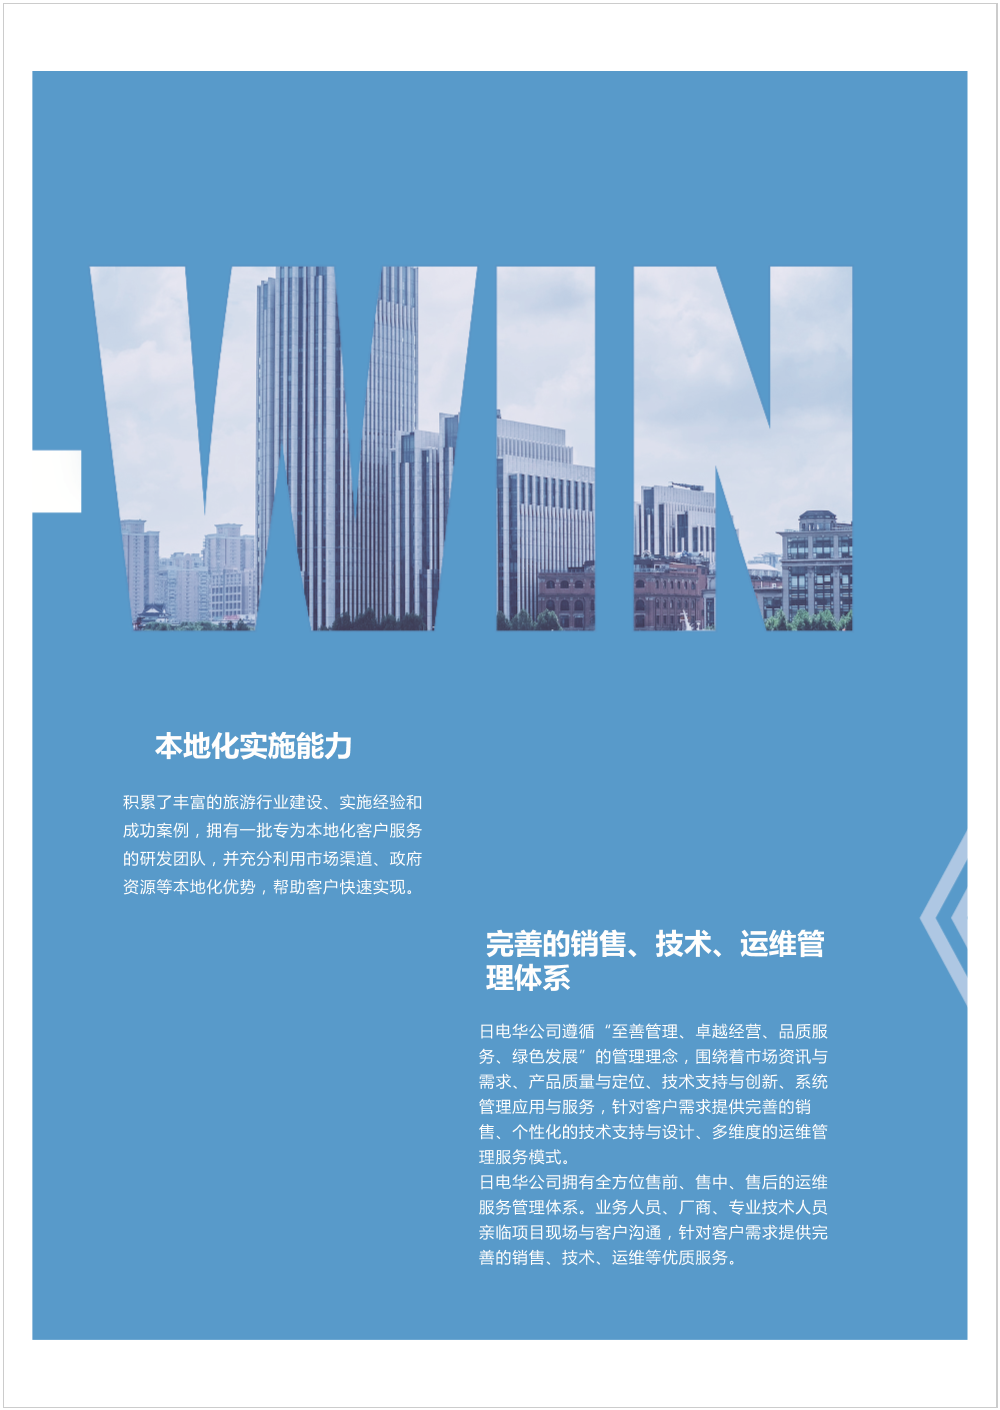 WIN
本地化实施能力
积累了丰富的旅游行业建设、实施经验和
成功案例，拥有一批专为本地化客户服务
的研发团队，并充分利用市场渠道、政府
资源等本地化优势，帮助客户快速实现。
完善的销售、技术、运维管
理体系
日电华公司遵循“至善管理、卓越经营、品质服
务、绿色发展”的管理理念，围绕着市场资讯与
需求、产品质量与定位、技术支持与创新、系统
管理应用与服务，针对客户需求提供完善的销
售、个性化的技术支持与设计、多维度的运维管
理服务模式。
日电华公司拥有全方位售前、售中、售后的运维
服务管理体系。业务人员、厂商、专业技术人员
亲临项目现场与客户沟通，针对客户需求提供完
善的销售、技术、运维等优质服务。